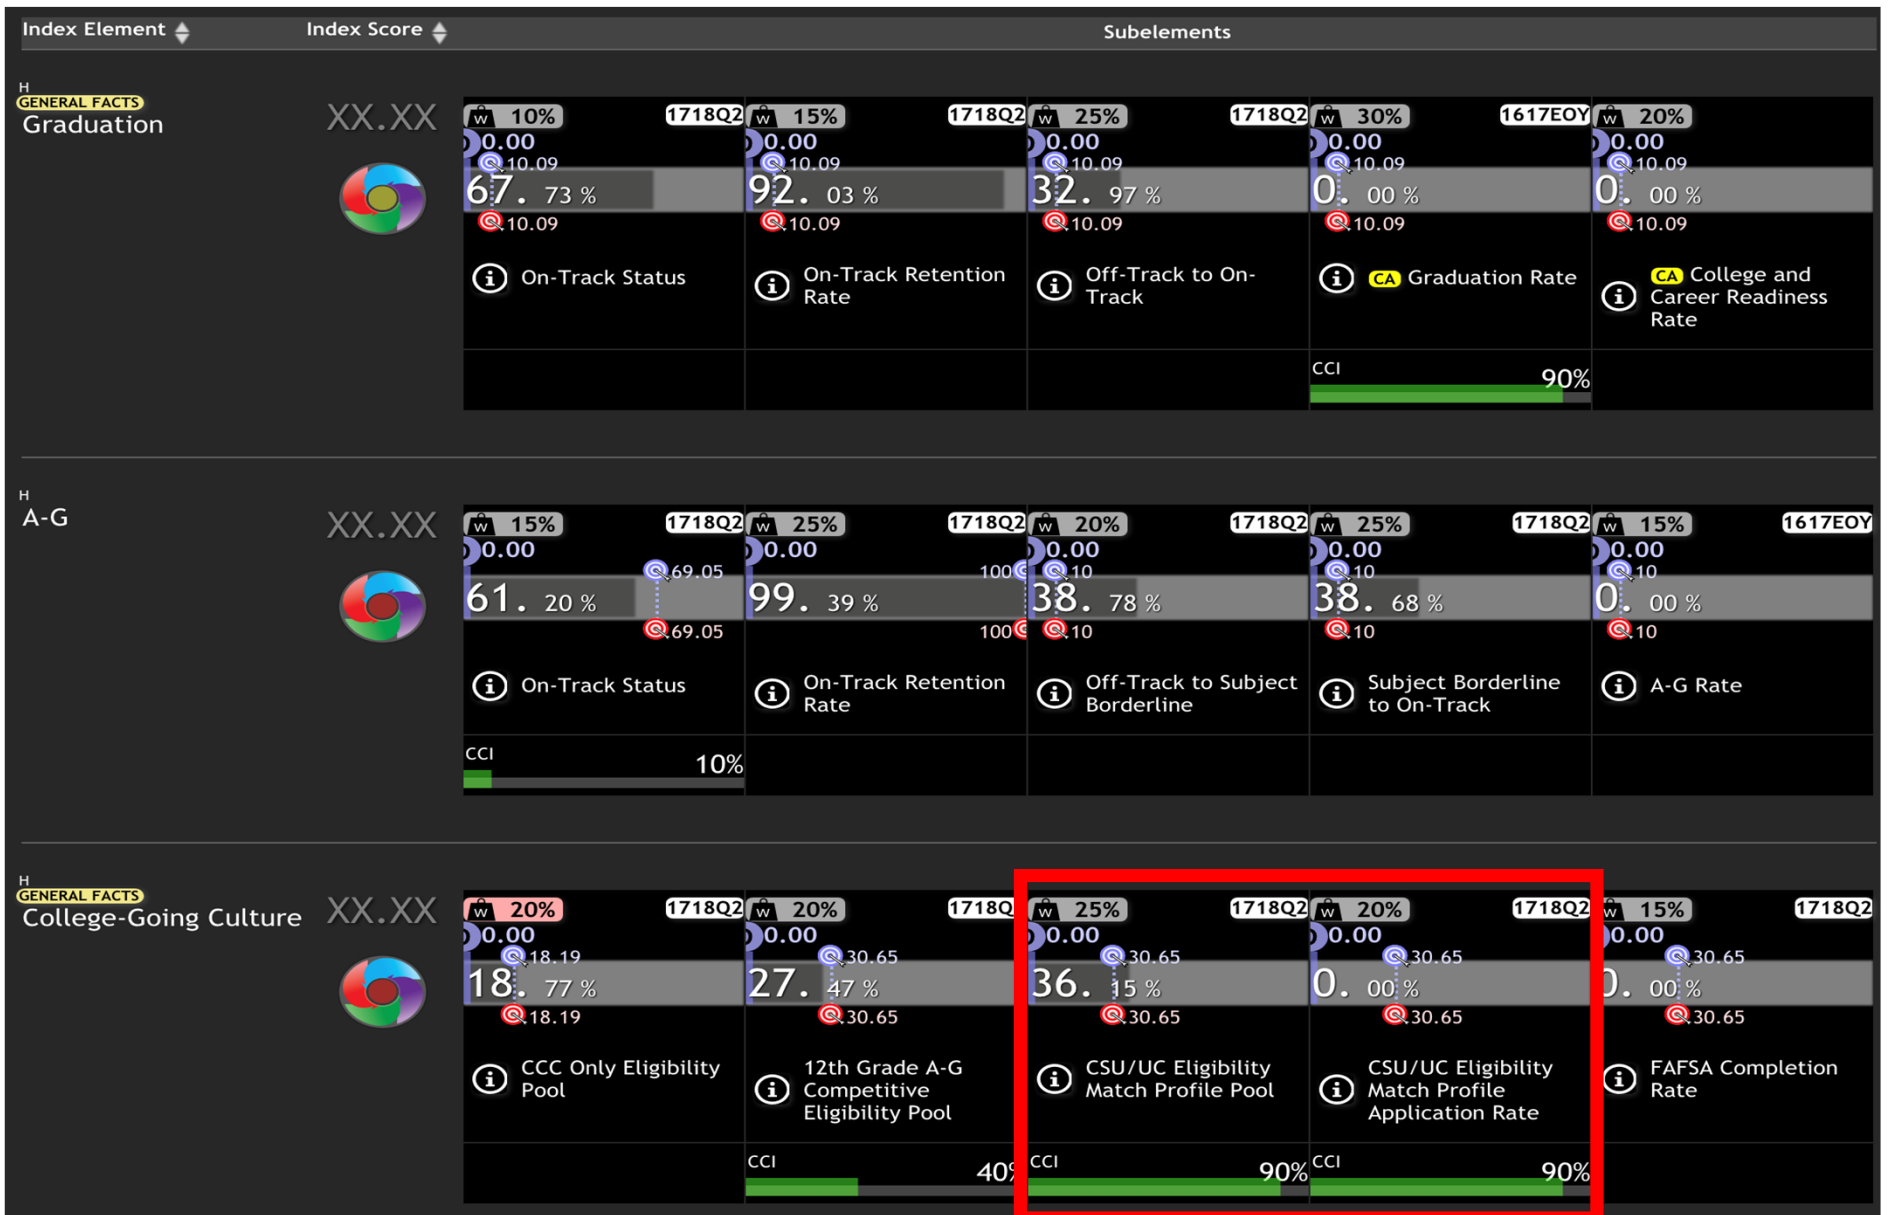 Index Element
Index Score
Subelements
H
GENERAL FACTS
Graduation
XX.XX
W 10% 1718Q2
0.00
10.09
67. 73 %
10.09
On-Track Status
W 15% 1718Q2
0.00
10.09
92. 03 %
10.09
On-Track Retention
Rate
W 25% 1718Q2
0.00
10.09
32. 97 %
10.09
Off-Track to On-
Track
W 30% 1617EOY
0.00
10.09
0. 00 %
10.09
CA Graduation Rate
CCI 90%
W 20%
0.00
10.09
0. 00 %
10.09
CA College and
Career Readiness
Rate
H
A-G
XX.XX
W 15% 1718Q2
0.00
69.05
61. 20 %
69.05
On-Track Status
CCI 10%
W 25% 1718Q2
0.00
100
99. 39 %
100
On-Track Retention
Rate
W 20% 1718Q2
0.00
10
38. 78 %
10
Off-Track to Subject
Borderline
W 25% 1718Q2
0.00
10
38. 68 %
10
Subject Borderline
to On-Track
W 15% 1617EOY
0.00
10
0. 00 %
10
A-G Rate
H
GENERAL FACTS
College-Going Culture
XX.XX
W 20% 1718Q2
0.00
18.19
18. 77 %
18.19
CCC Only Eligibility
Pool
W 20% 1718Q
0.00
30.65
27. 47 %
30.65
12th Grade A-G
Competitive
Eligibility Pool
CCI 40%
W 25% 1718Q2
0.00
30.65
36. 15 %
30.65
CSU/UC Eligibility
Match Profile Pool
CCI 90%
W 20% 1718Q2
0.00
30.65
0. 00 %
30.65
CSU/UC Eligibility
Match Profile
Application Rate
CCI 90%
W 15% 1718Q2
0.00
30.65
0. 00 %
30.65
FAFSA Completion
Rate